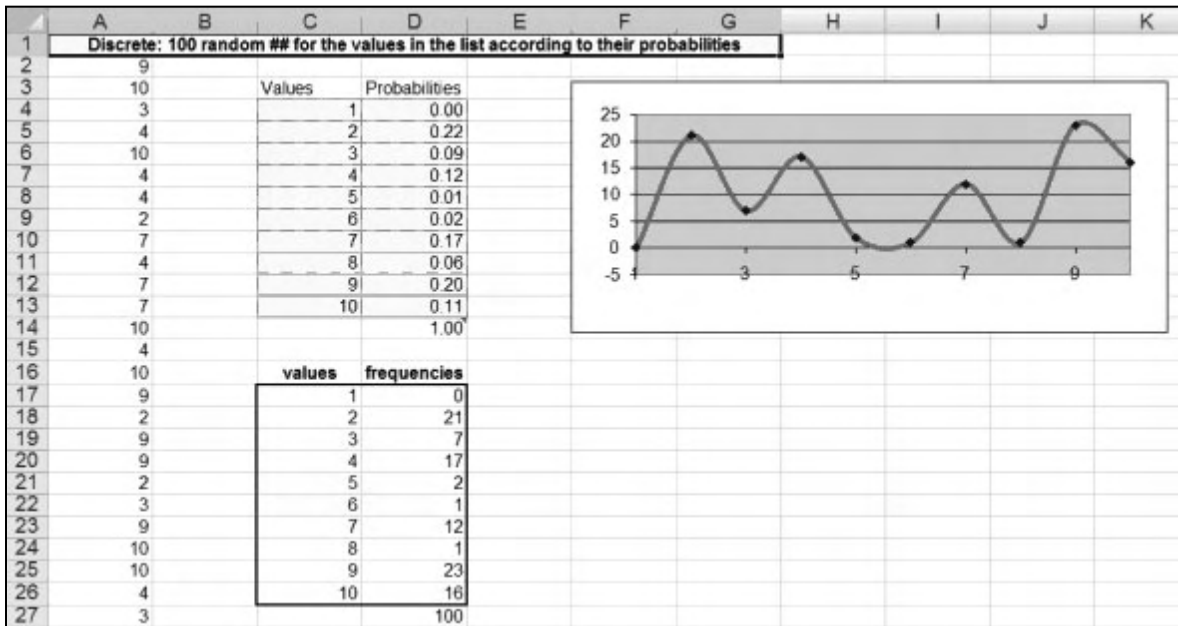 A B C D E F G H I J K
1 Discrete: 100 random ## for the values in the list according to their probabilities
2 9
3 10 Values Probabilities
4 3 1 0.00
5 4 2 0.22
6 10 3 0.09
7 4 4 0.12
8 4 5 0.01
9 2 6 0.02
10 7 7 0.17
11 4 8 0.06
12 7 9 0.20
13 7 10 0.11
14 10 1.00
15 4
16 10 values frequencies
17 9 1 0
18 2 2 21
19 9 3 7
20 9 4 17
21 2 5 2
22 3 6 1
23 9 7 12
24 10 8 1
25 10 9 23
26 4 10 16
27 3 100
25
20
15
10
5
0
-5
1 3 5 7 9